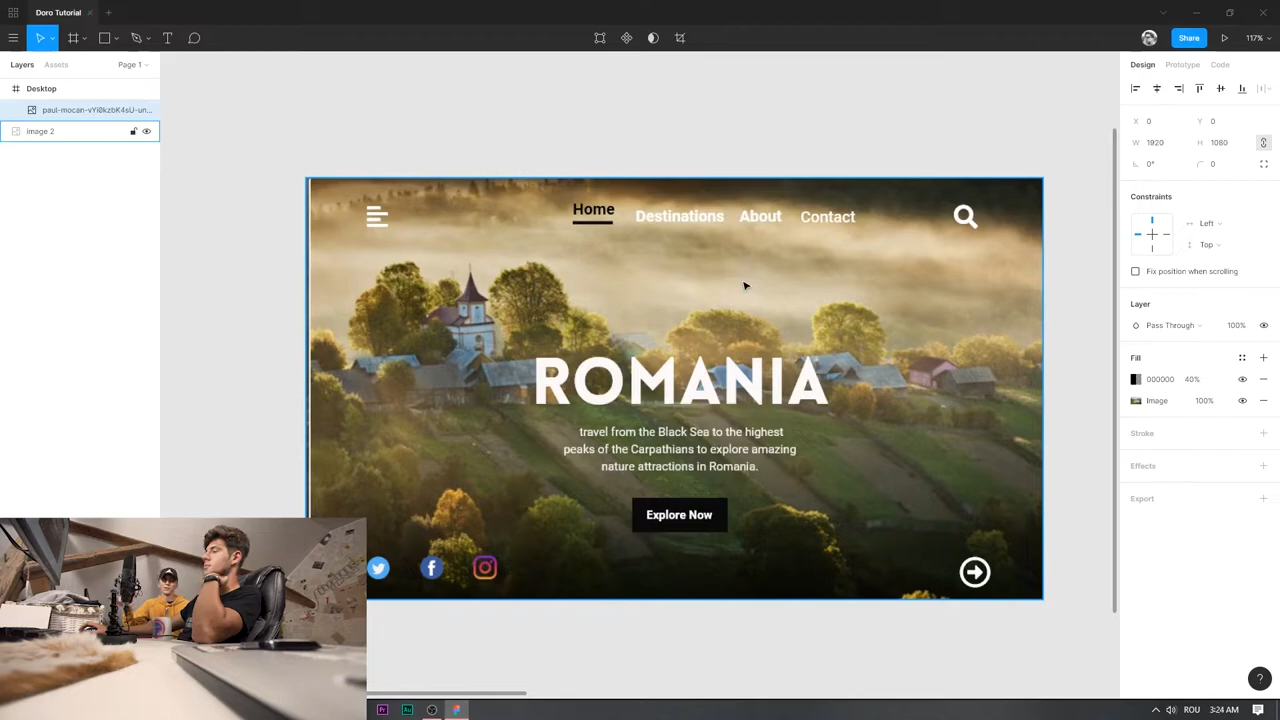 Doro Tutorial
Share
117%
Layers
Assets
Page 1
Desktop
paul-mocan-vYi0kzbK4sU-un...
image 2
Design
Prototype
Code
X 0
Y 0
W 1920
H 1080
0°
0
Constraints
Left
Top
Fix position when scrolling
Layer
Pass Through
100%
Fill
000000 40%
Image 100%
Stroke
Effects
Export
Home
Destinations
About
Contact
ROMANIA
travel from the Black Sea to the highest
peaks of the Carpathians to explore amazing
nature attractions in Romania.
Explore Now
?
Pr
Au
ROU
3:24 AM